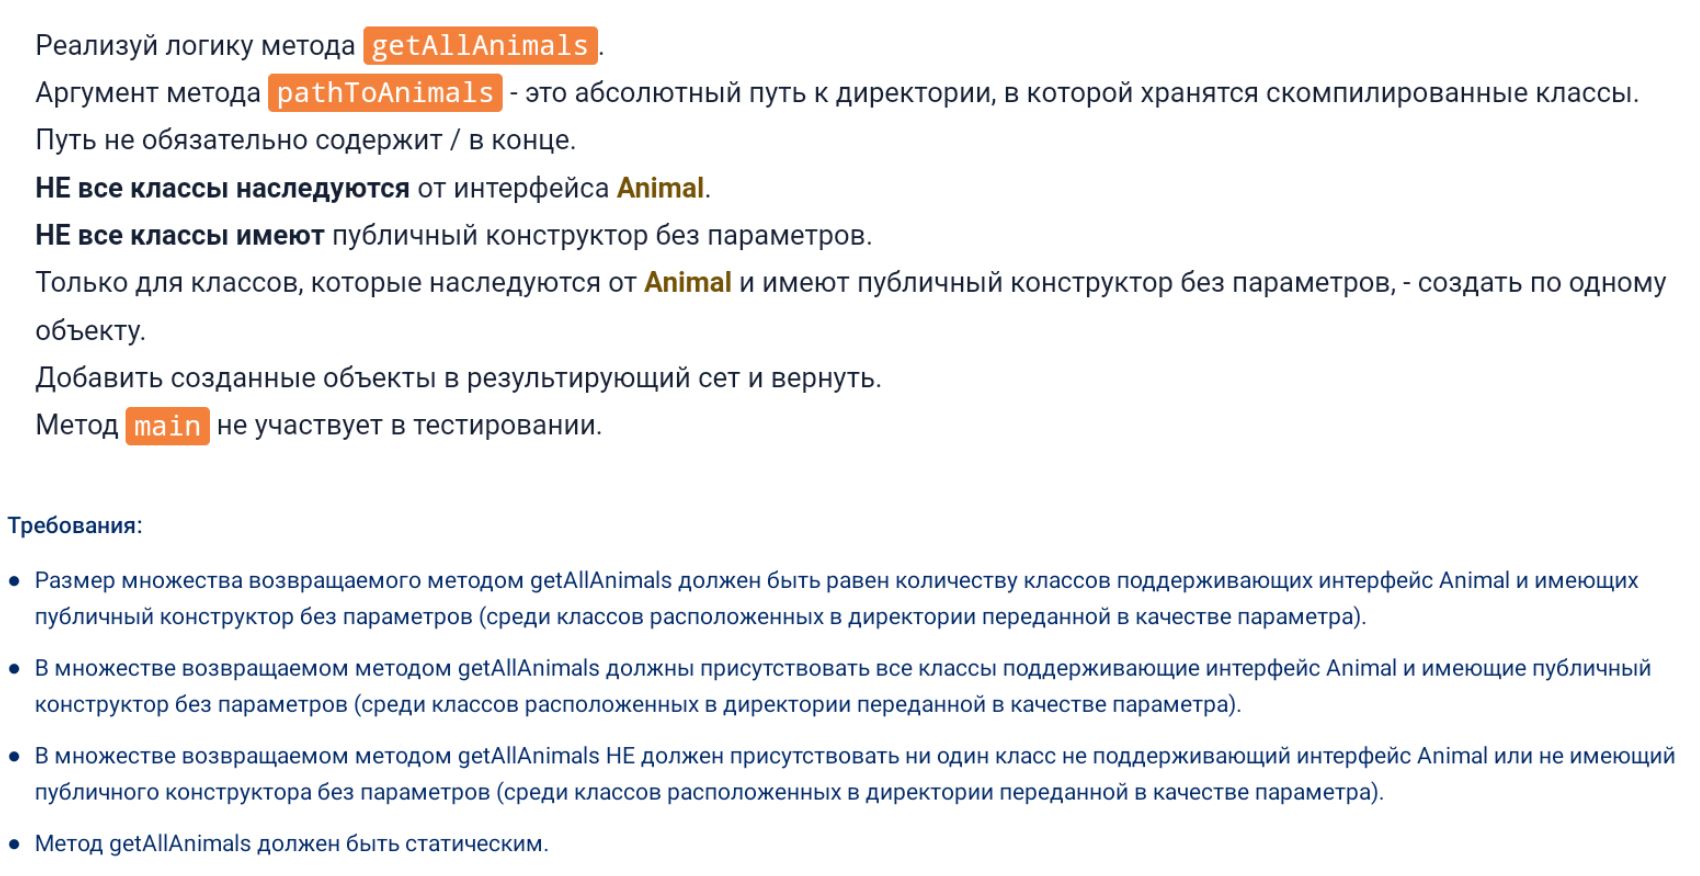 Реализуй логику метода getAllAnimals.
Аргумент метода pathToAnimals - это абсолютный путь к директории, в которой хранятся скомпилированные классы.
Путь не обязательно содержит / в конце.
НЕ все классы наследуются от интерфейса Animal.
НЕ все классы имеют публичный конструктор без параметров.
Только для классов, которые наследуются от Animal и имеют публичный конструктор без параметров, - создать по одному
объекту.
Добавить созданные объекты в результирующий сет и вернуть.
Метод main не участвует в тестировании.
Требования:
● Размер множества возвращаемого методом getAllAnimals должен быть равен количеству классов поддерживающих интерфейс Animal и имеющих
публичный конструктор без параметров (среди классов расположенных в директории переданной в качестве параметра).
● В множестве возвращаемом методом getAllAnimals должны присутствовать все классы поддерживающие интерфейс Animal и имеющие публичный
конструктор без параметров (среди классов расположенных в директории переданной в качестве параметра).
● В множестве возвращаемом методом getAllAnimals НЕ должен присутствовать ни один класс не поддерживающий интерфейс Animal или не имеющий
публичного конструктора без параметров (среди классов расположенных в директории переданной в качестве параметра).
● Метод getAllAnimals должен быть статическим.